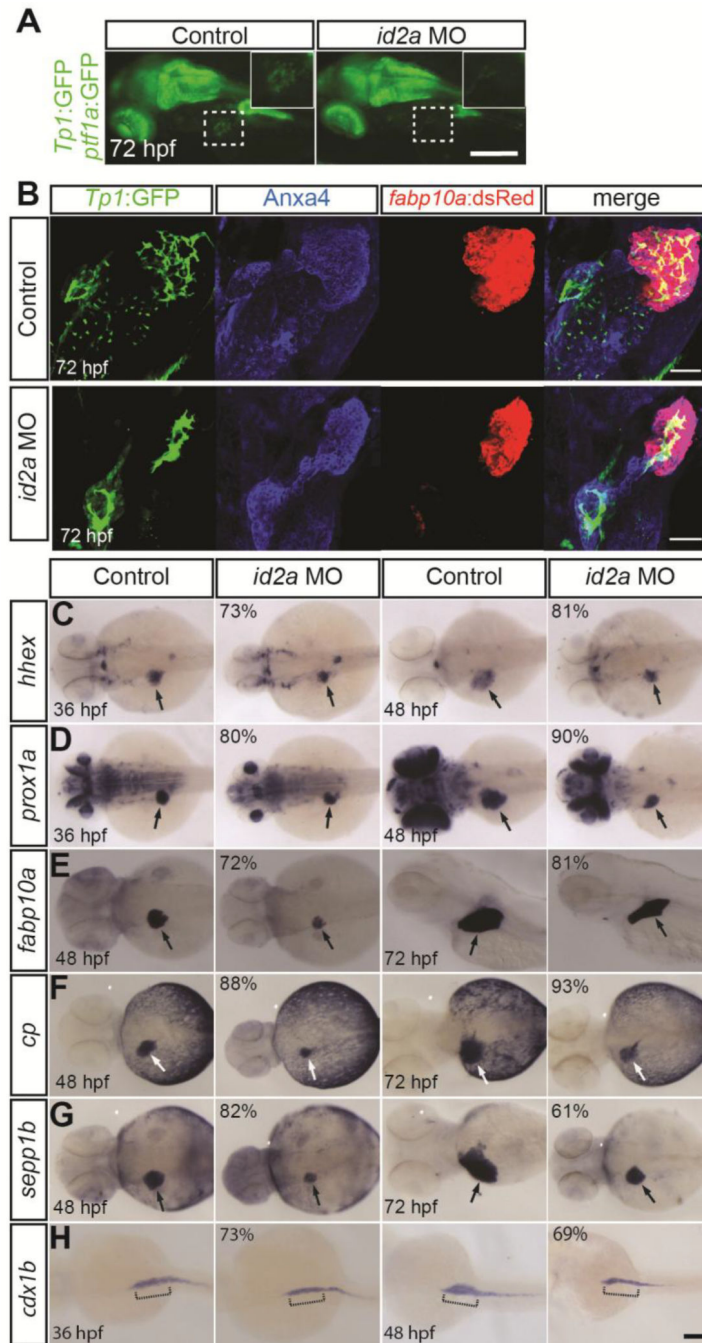 A
Control id2a MO
Tp1:GFP
ptf1a:GFP
72 hpf
B Tp1:GFP Anxa4 fabp10a:dsRed merge
Control
72 hpf
id2a MO
72 hpf
Control id2a MO Control id2a MO
C 73% 81%
hhex
36 hpf 48 hpf
D 80% 90%
prox1a
36 hpf 48 hpf
E 72% 81%
fabp10a
48 hpf 72 hpf
F 88% 93%
cp
48 hpf 72 hpf
G 82% 61%
sepp1b
48 hpf 72 hpf
H 73% 69%
cdx1b
36 hpf 48 hpf